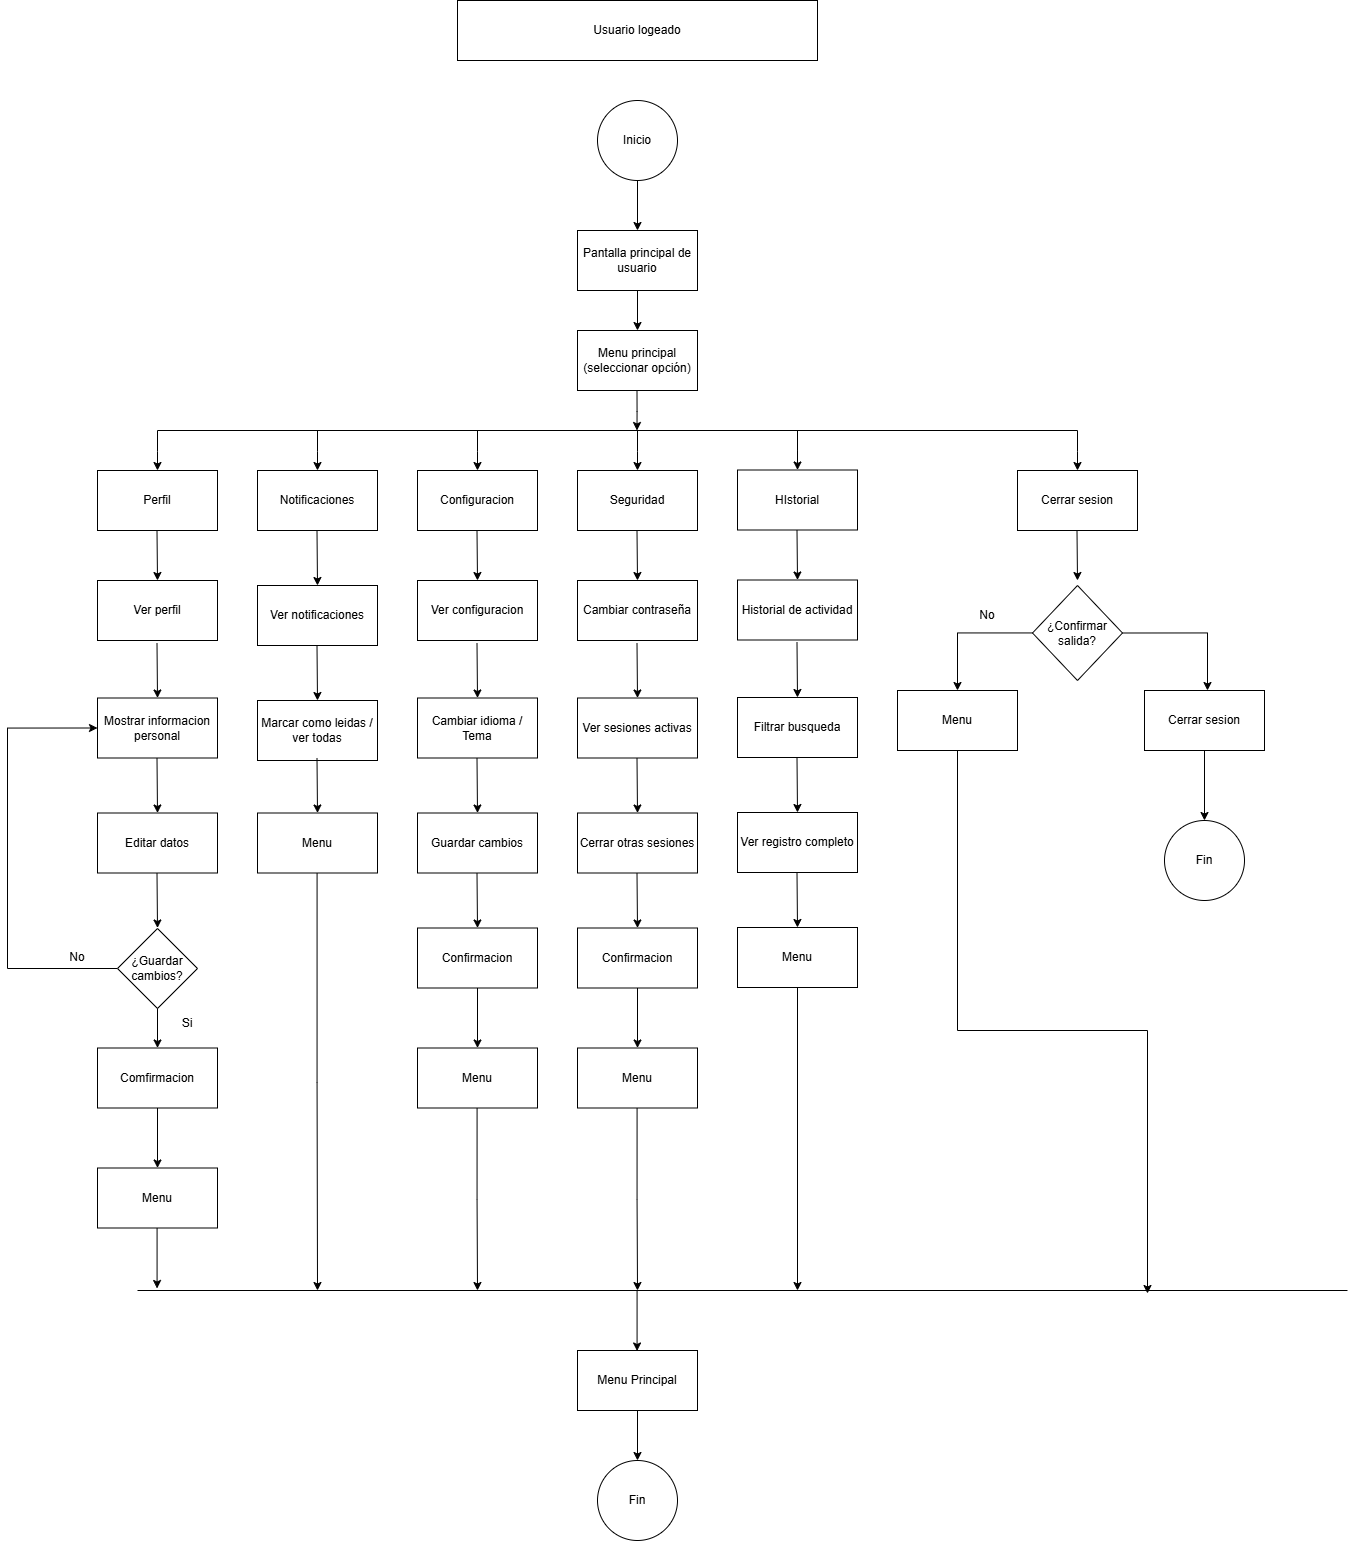 Usuario logeado
Inicio
Pantalla principal de
usuario
Menu principal
(seleccionar opción)
Perfil
Notificaciones
Configuracion
Seguridad
HIstorial
Cerrar sesion
Ver perfil
Ver notificaciones
Ver configuracion
Cambiar contraseña
Historial de actividad
No
¿Confirmar
salida?
Mostrar informacion
personal
Marcar como leidas /
ver todas
Cambiar idioma /
Tema
Ver sesiones activas
Filtrar busqueda
Menu
Cerrar sesion
Editar datos
Menu
Guardar cambios
Cerrar otras sesiones
Ver registro completo
Fin
No
¿Guardar
cambios?
Confirmacion
Confirmacion
Menu
Si
Comfirmacion
Menu
Menu
Menu
Menu Principal
Fin